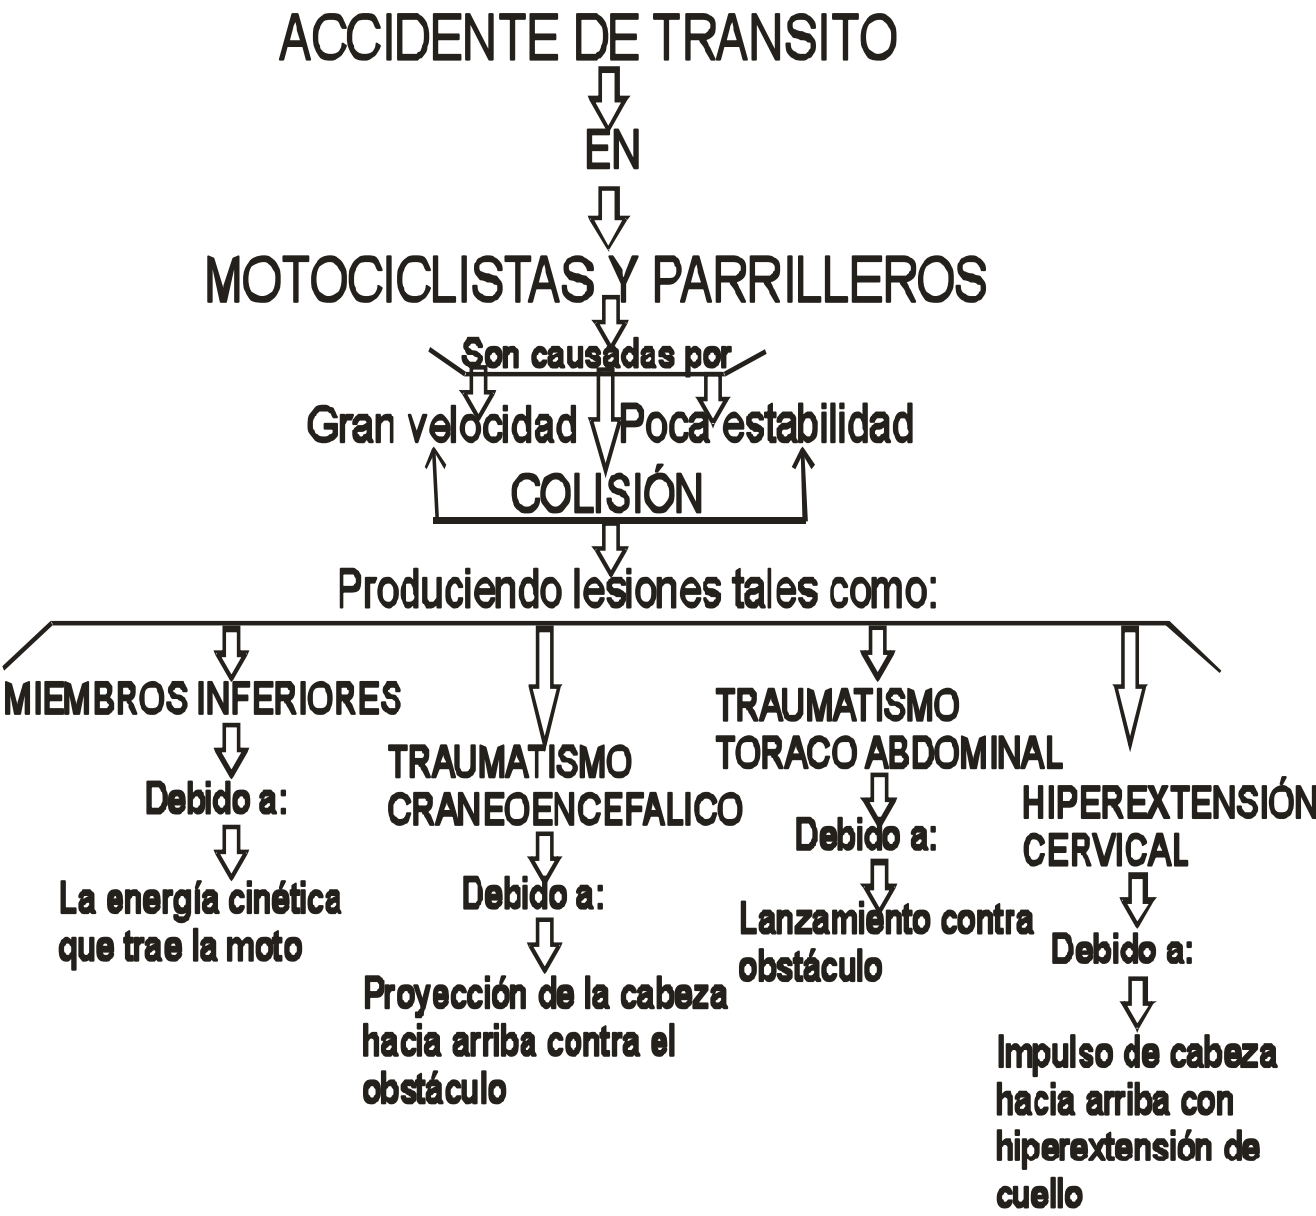 ACCIDENTE DE TRANSITO
EN
MOTOCICLISTAS Y PARRILLEROS
Son causadas por
Gran velocidad
Poca estabilidad
COLISIÓN
Produciendo lesiones tales como:
MIEMBROS INFERIORES
Debido a:
La energía cinética
que trae la moto
TRAUMATISMO
CRANEOENCEFALICO
Debido a:
Proyección de la cabeza
hacia arriba contra el
obstáculo
TRAUMATISMO
TORACO ABDOMINAL
Debido a:
Lanzamiento contra
obstáculo
HIPEREXTENSIÓN
CERVICAL
Debido a:
Impulso de cabeza
hacia arriba con
hiperextensión de
cuello